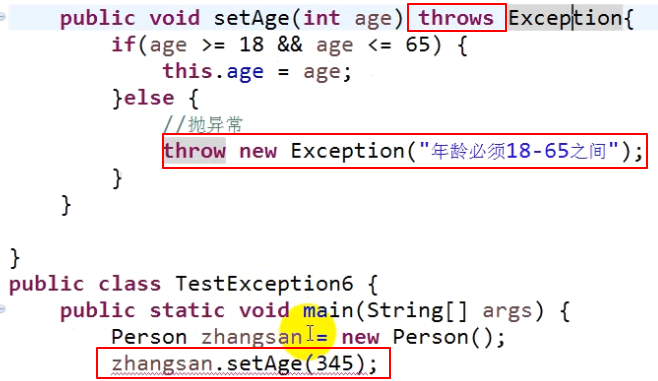 public void setAge(int age) throws Exception{
if(age >= 18 && age <= 65) {
this.age = age;
}else {
//抛异常
throw new Exception("年龄必须18-65之间");
}
}
}
public class TestException6 {
public static void main(String[] args) {
Person zhangsan = new Person();
zhangsan.setAge(345);